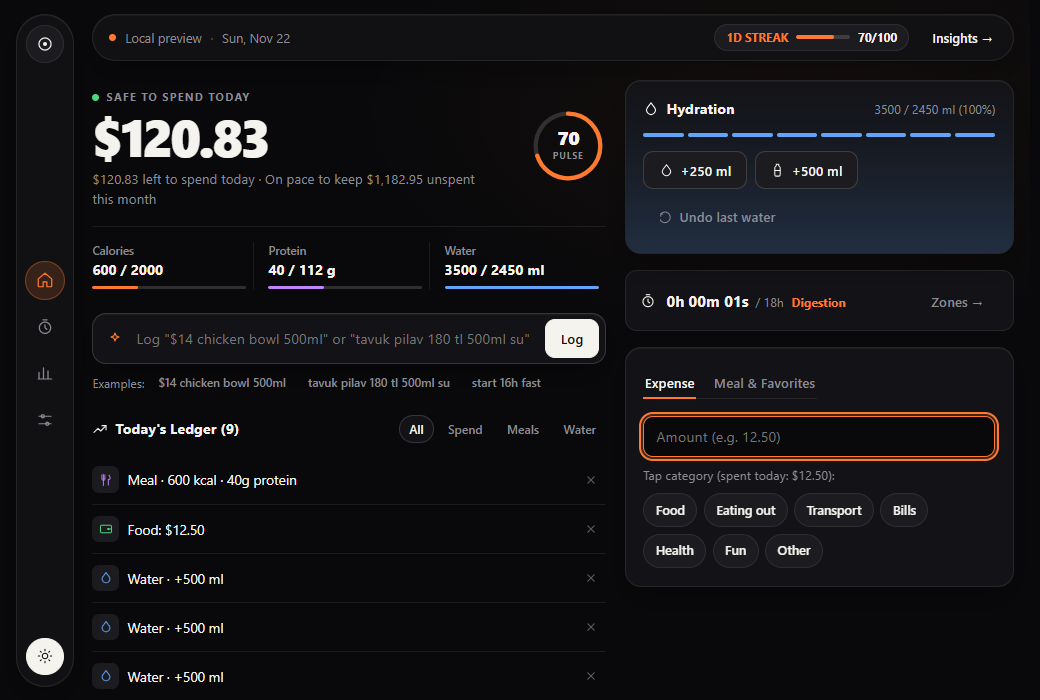 Local preview · Sun, Nov 22
1D STREAK 70/100
Insights →
SAFE TO SPEND TODAY
$120.83
$120.83 left to spend today · On pace to keep $1,182.95 unspent
this month
70
PULSE
Calories
600 / 2000
Protein
40 / 112 g
Water
3500 / 2450 ml
Log "$14 chicken bowl 500ml" or "tavuk pilav 180 tl 500ml su"
Log
Examples: $14 chicken bowl 500ml tavuk pilav 180 tl 500ml su start 16h fast
Today's Ledger (9)
All Spend Meals Water
Meal · 600 kcal · 40g protein
Food: $12.50
Water · +500 ml
Water · +500 ml
Water · +500 ml
Hydration
3500 / 2450 ml (100%)
+250 ml
+500 ml
Undo last water
0h 00m 01s / 18h Digestion
Zones →
Expense Meal & Favorites
Amount (e.g. 12.50)
Tap category (spent today: $12.50):
Food Eating out Transport Bills
Health Fun Other